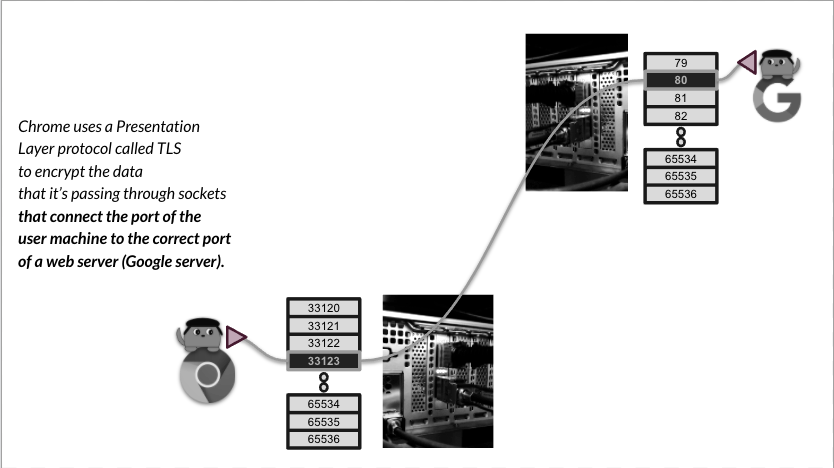 Chrome uses a Presentation
Layer protocol called TLS
to encrypt the data
that it's passing through sockets
that connect the port of the
user machine to the correct port
of a web server (Google server).
79
80
81
82
65534
65535
65536
33120
33121
33122
33123
65534
65535
65536